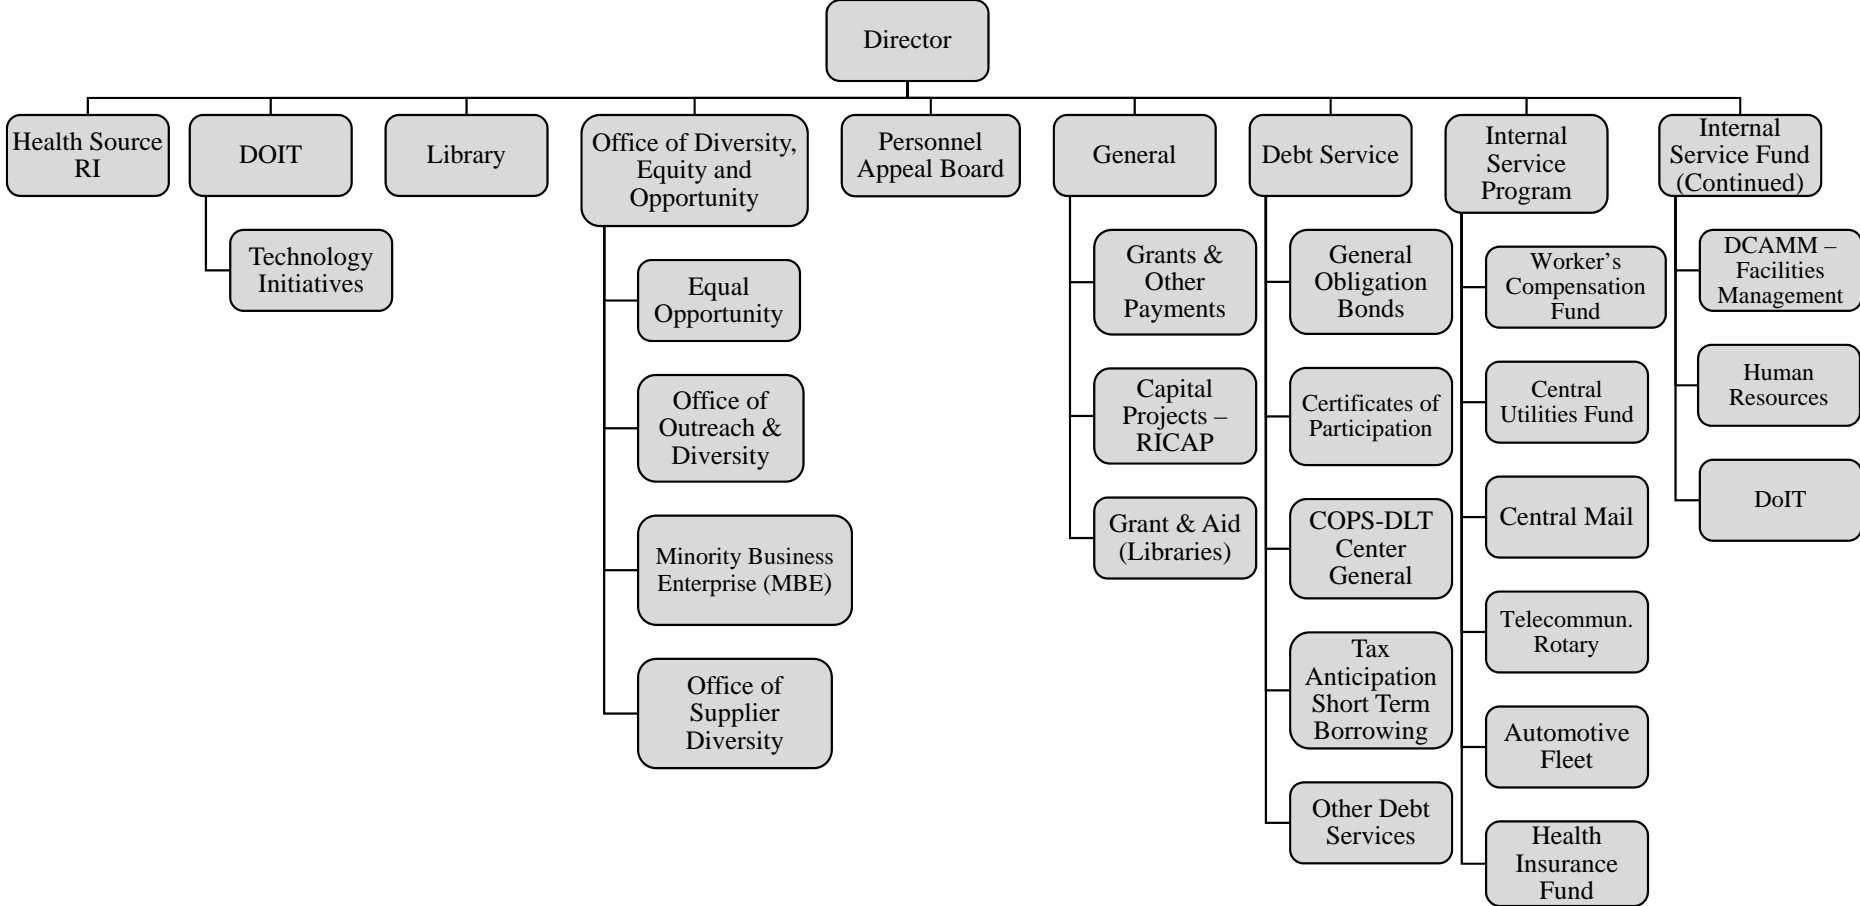 Director
Health Source
RI
DOIT
Library
Office of Diversity,
Equity and
Opportunity
Personnel
Appeal Board
General
Debt Service
Internal
Service
Program
Internal
Service Fund
(Continued)
Technology
Initiatives
Equal
Opportunity
Office of
Outreach &
Diversity
Minority Business
Enterprise (MBE)
Office of
Supplier
Diversity
Grants &
Other
Payments
Capital
Projects –
RICAP
Grant & Aid
(Libraries)
General
Obligation
Bonds
Certificates of
Participation
COPS-DLT
Center
General
Tax
Anticipation
Short Term
Borrowing
Other Debt
Services
Worker’s
Compensation
Fund
Central
Utilities Fund
Central Mail
Telecommun.
Rotary
Automotive
Fleet
Health
Insurance
Fund
DCAMM –
Facilities
Management
Human
Resources
DoIT